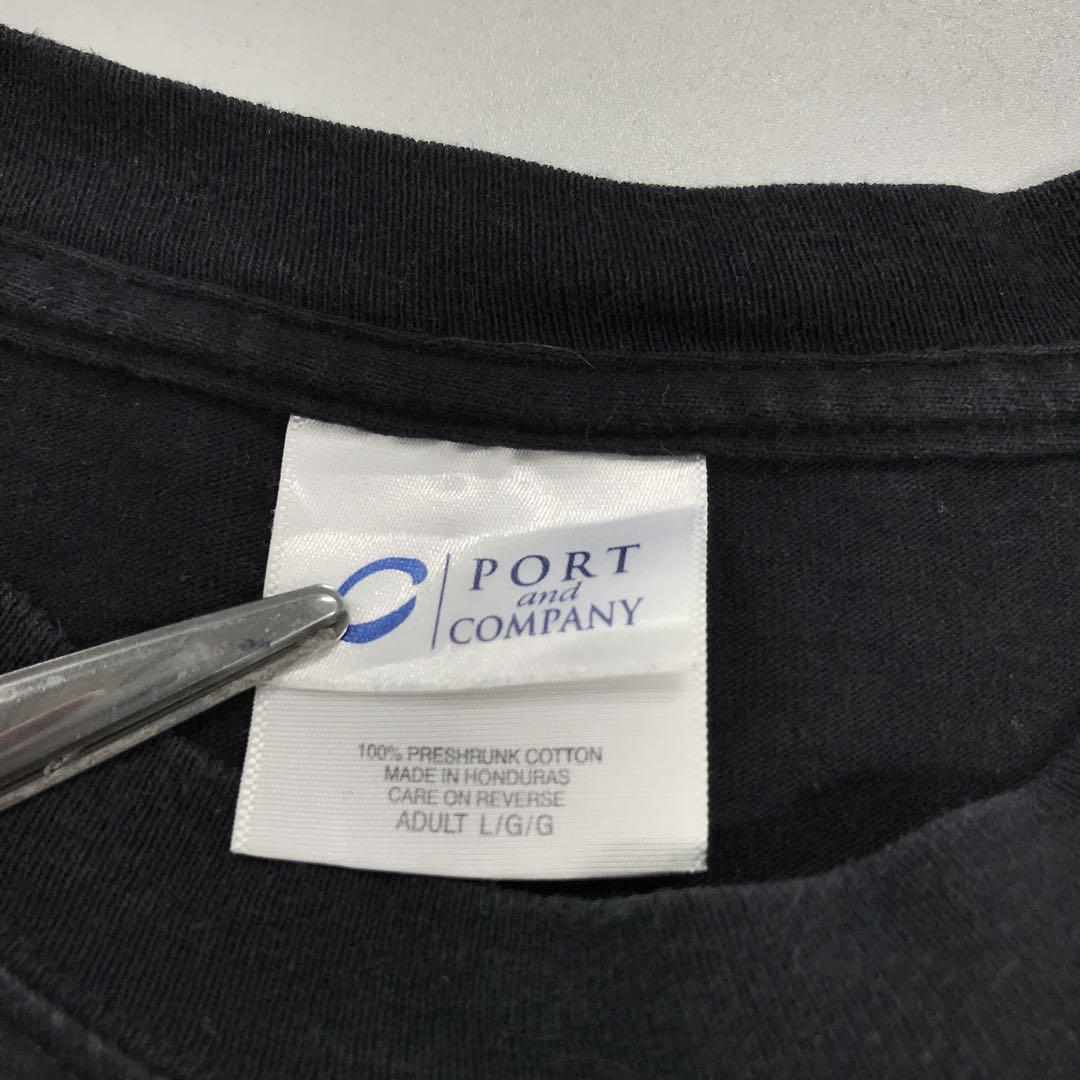 PORT
and
COMPANY
100% PRESHRUNK COTTON
MADE IN HONDURAS
CARE ON REVERSE
ADULT L/G/G